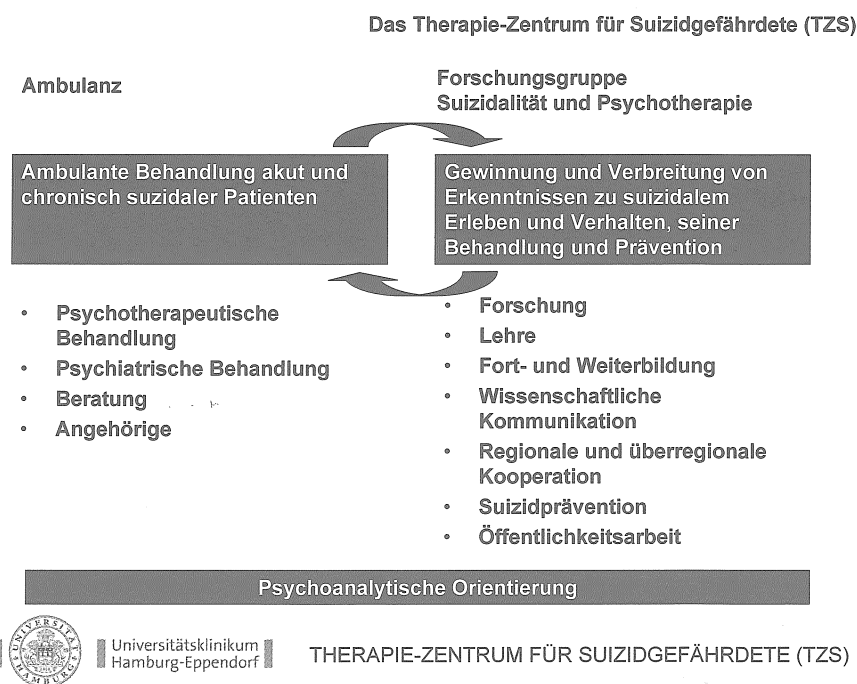 Das Therapie-Zentrum für Suizidgefährdete (TZS)
Ambulanz
Forschungsgruppe
Suizidalität und Psychotherapie
Ambulante Behandlung akut und
chronisch suzidaler Patienten
Gewinnung und Verbreitung von
Erkenntnissen zu suizidalem
Erleben und Verhalten, seiner
Behandlung und Prävention
• Psychotherapeutische
Behandlung
• Psychiatrische Behandlung
• Beratung
• Angehörige
• Forschung
• Lehre
• Fort- und Weiterbildung
• Wissenschaftliche
Kommunikation
• Regionale und überregionale
Kooperation
• Suizidprävention
• Öffentlichkeitsarbeit
Psychoanalytische Orientierung
UNIVERSITÄT
HAMBURG
Universitätsklinikum
Hamburg-Eppendorf
THERAPIE-ZENTRUM FÜR SUIZIDGEFÄHRDETE (TZS)